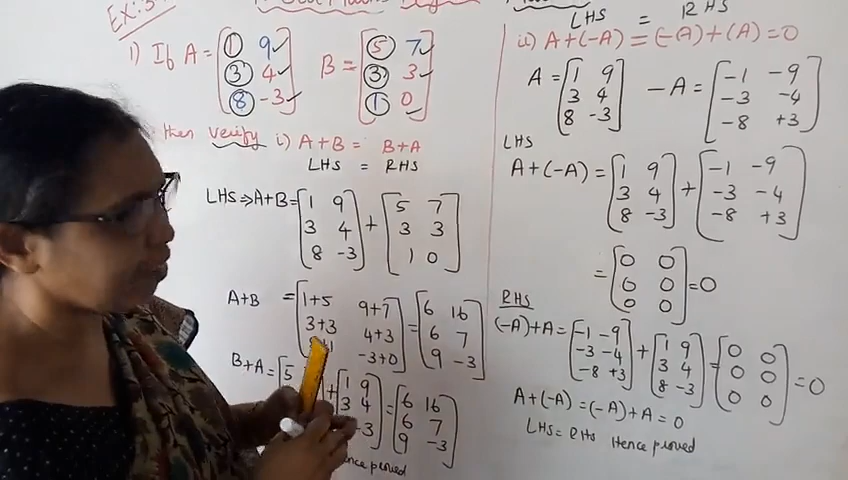 1) If A = [1 9 3 4 8 -3] B = [5 7 3 3 1 0]
then verify i) A+B = B+A
LHS = RHS
LHS ⇒ A+B = [1 9 3 4 8 -3] + [5 7 3 3 1 0]
A+B = [1+5 9+7 3+3 4+3 -3+0] = [6 16 6 7 9 -3]
B+A = [5 + [1 9 3 4 -3] = [6 16 6 7 9 -3]
proved
LHS = RHS
ii) A+(-A) = (-A)+(A) = 0
A = [1 9 3 4 8 -3] -A = [-1 -9 -3 -4 -8 +3]
LHS
A+(-A) = [1 9 3 4 8 -3] + [-1 -9 -3 -4 -8 +3]
= [0 0 0 0 0 0] = 0
RHS
(-A)+A = [-1 -9 -3 -4 -8 +3] + [1 9 3 4 8 -3] = [0 0 0 0 0 0] = 0
A+(-A) = (-A)+A = 0
LHS = RHS Hence proved